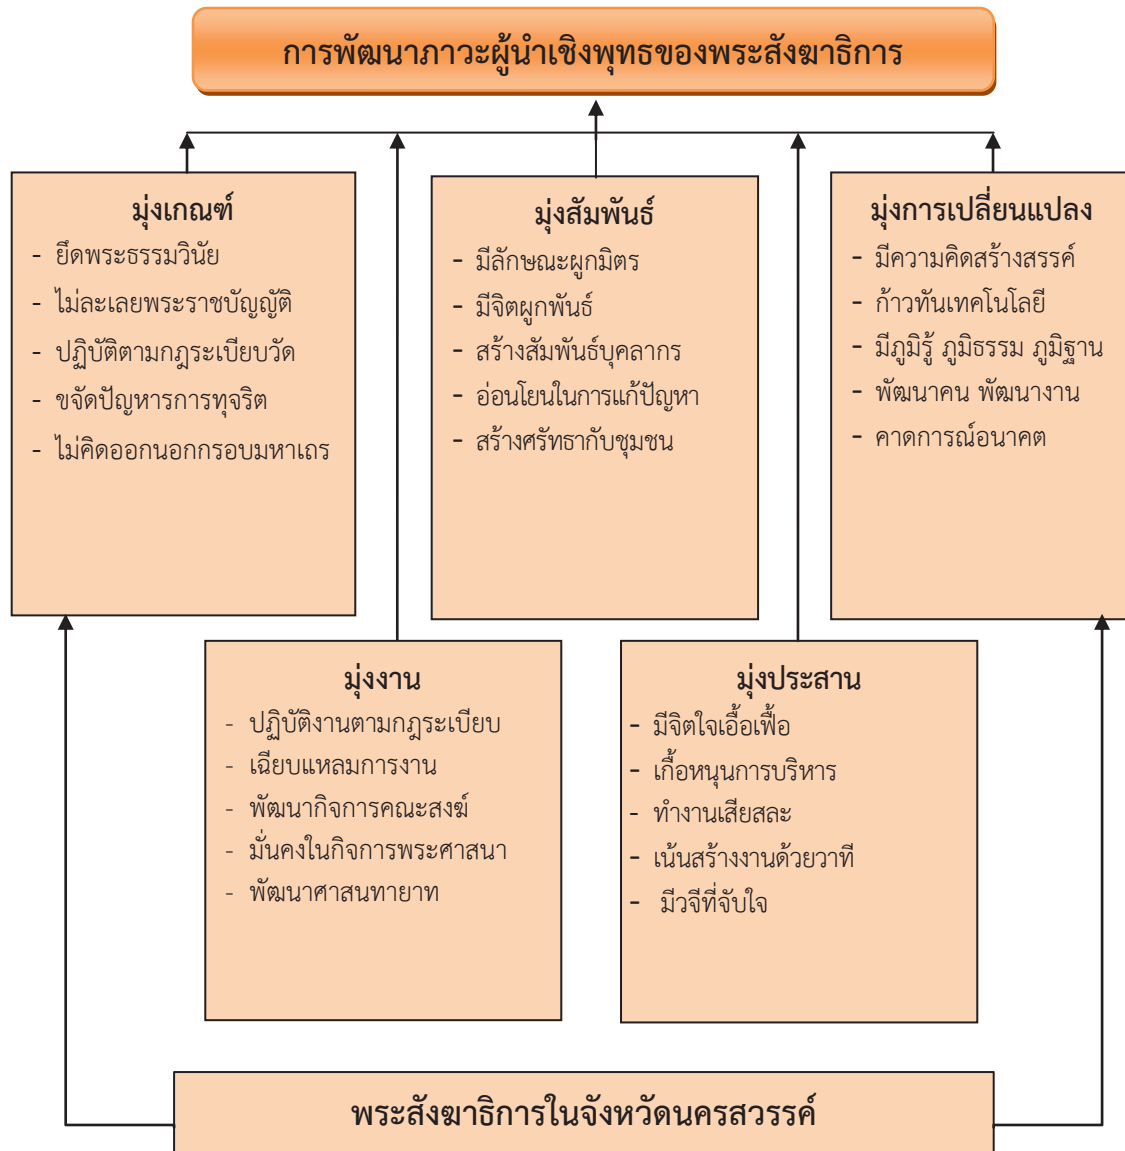 การพัฒนาภาวะผู้นำเชิงพุทธของพระสังฆาธิการ
มุ่งเกณฑ์
- ยึดพระธรรมวินัย
- ไม่ละเลยพระราชบัญญัติ
- ปฏิบัติตามกฎระเบียบวัด
- ขจัดปัญหารการทุจริต
- ไม่คิดออกนอกกรอบมหาเถร
มุ่งสัมพันธ์
- มีลักษณะผูกมิตร
- มีจิตผูกพันธ์
- สร้างสัมพันธ์บุคลากร
- อ่อนโยนในการแก้ปัญหา
- สร้างศรัทธากับชุมชน
มุ่งการเปลี่ยนแปลง
- มีความคิดสร้างสรรค์
- ก้าวทันเทคโนโลยี
- มีภูมิรู้ ภูมิธรรม ภูมิฐาน
- พัฒนาคน พัฒนางาน
- คาดการณ์อนาคต
มุ่งงาน
- ปฏิบัติงานตามกฎระเบียบ
- เฉียบแหลมการงาน
- พัฒนากิจการคณะสงฆ์
- มั่นคงในกิจการพระศาสนา
- พัฒนาศาสนทายาท
มุ่งประสาน
- มีจิตใจเอื้อเฟื้อ
- เกื้อหนุนการบริหาร
- ทำงานเสียสละ
- เน้นสร้างงานด้วยวาที
- มีวจีที่จับใจ
พระสังฆาธิการในจังหวัดนครสวรรค์